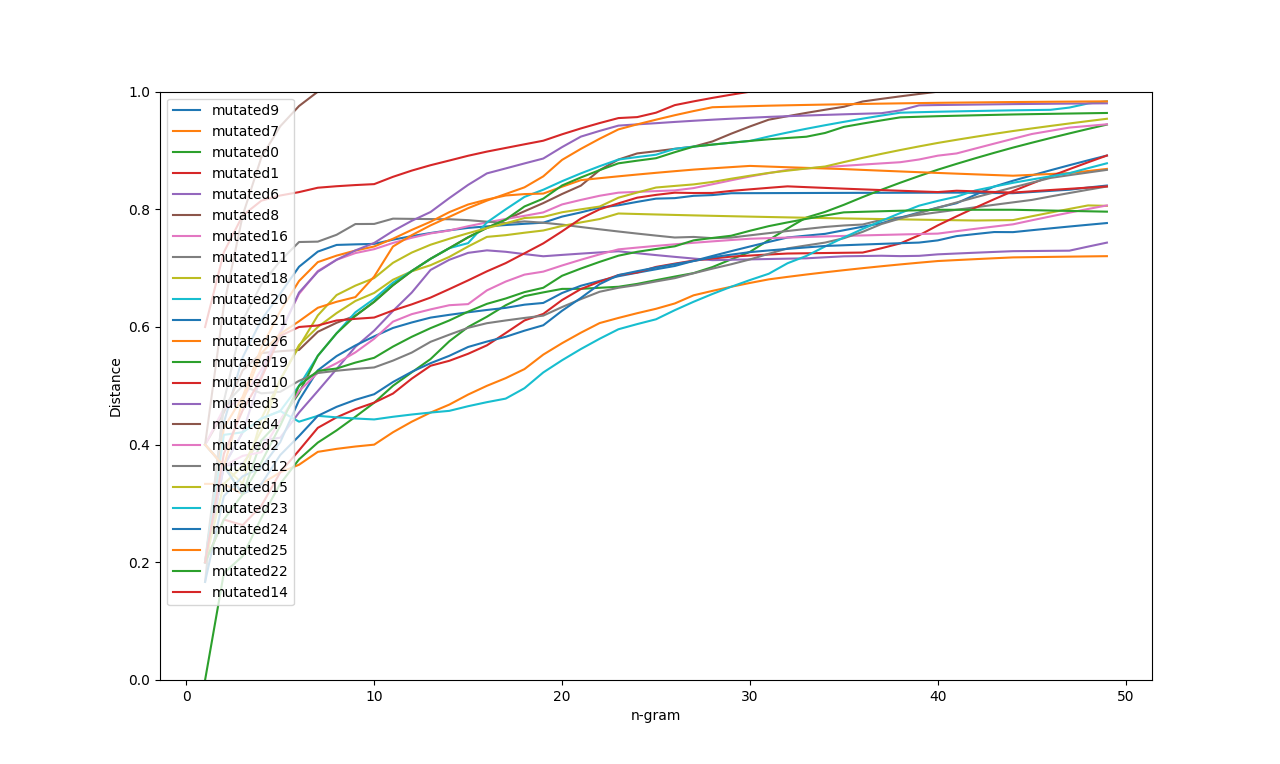 1.0
0.8
0.6
0.4
0.2
0.0
Distance
mutated9
mutated7
mutated0
mutated1
mutated6
mutated8
mutated16
mutated11
mutated18
mutated20
mutated21
mutated26
mutated19
mutated10
mutated3
mutated4
mutated2
mutated12
mutated15
mutated23
mutated24
mutated25
mutated22
mutated14
0 10 20 30 40 50
n-gram